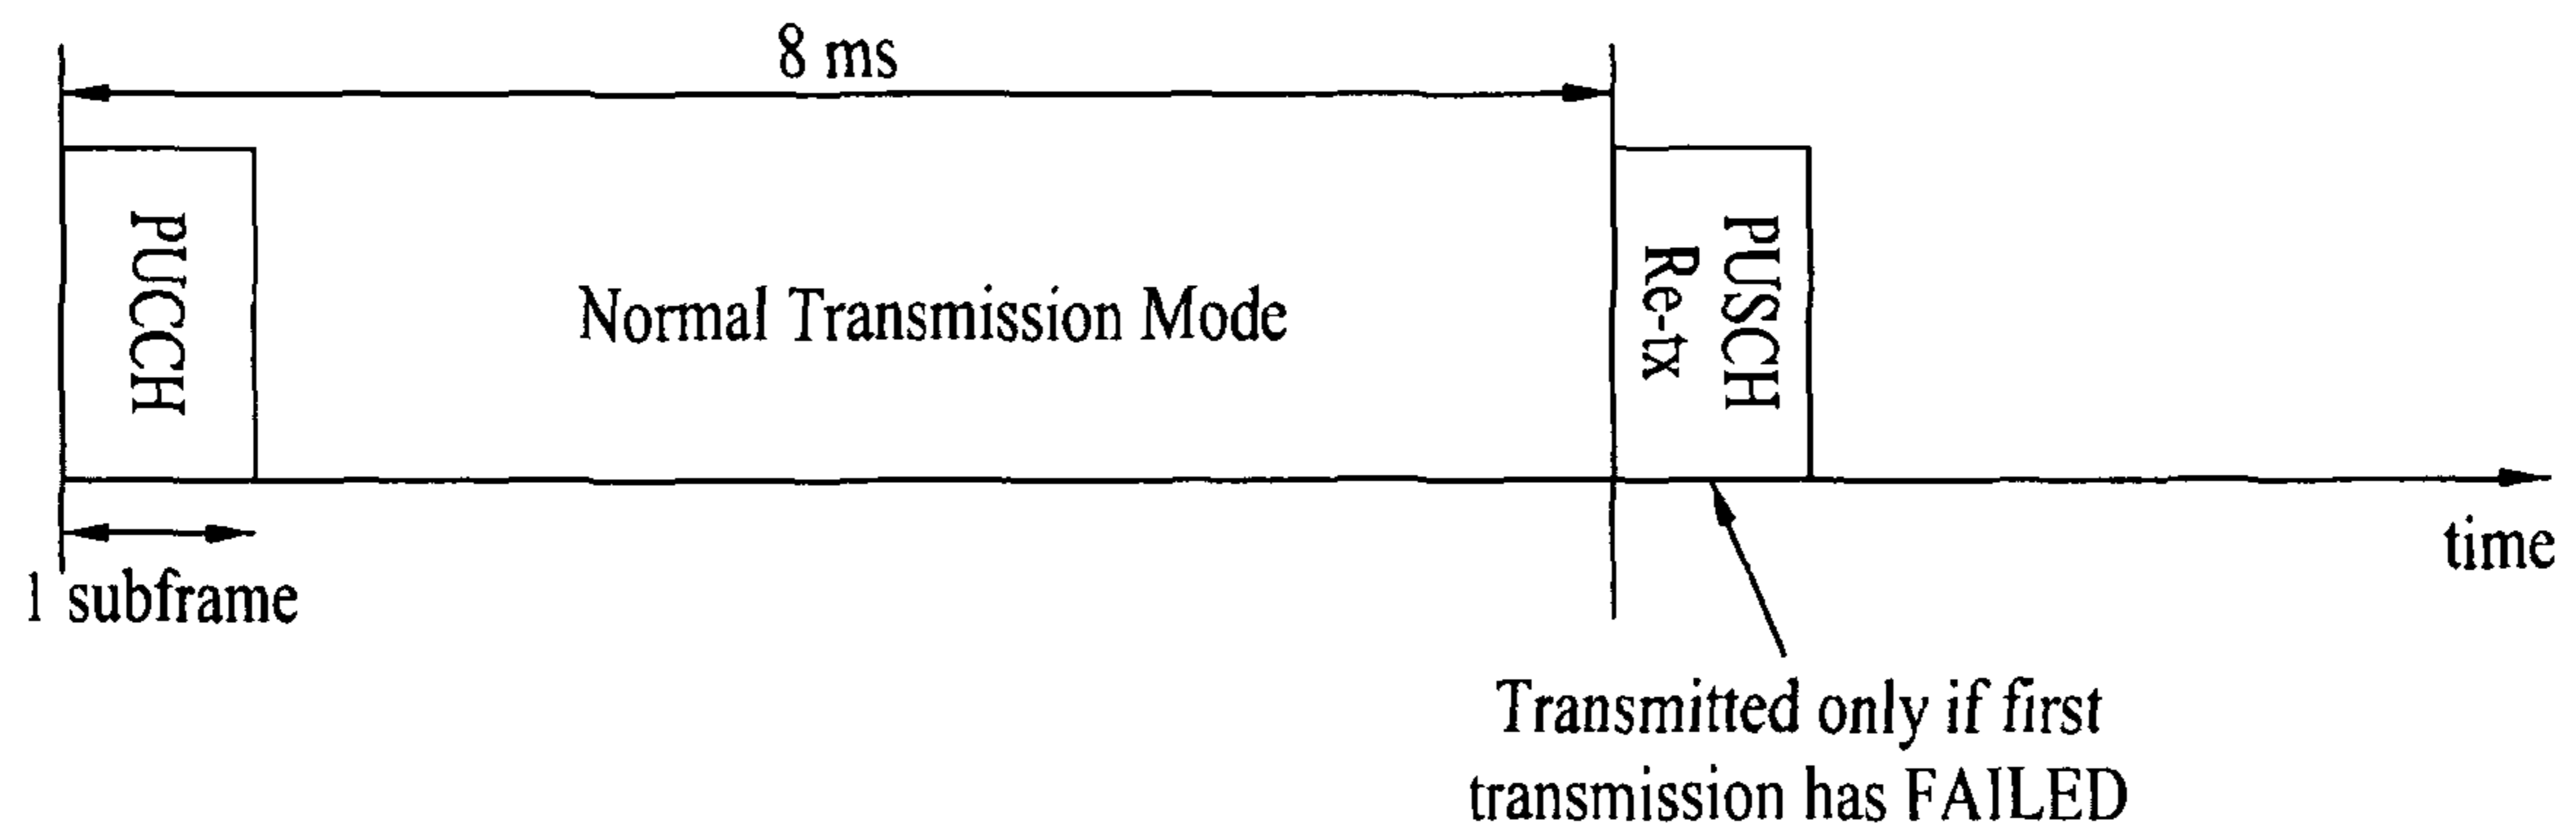 8 ms
PUCCH
Normal Transmission Mode
PUSCH
Re-tx
1 subframe
time
Transmitted only if first
transmission has FAILED